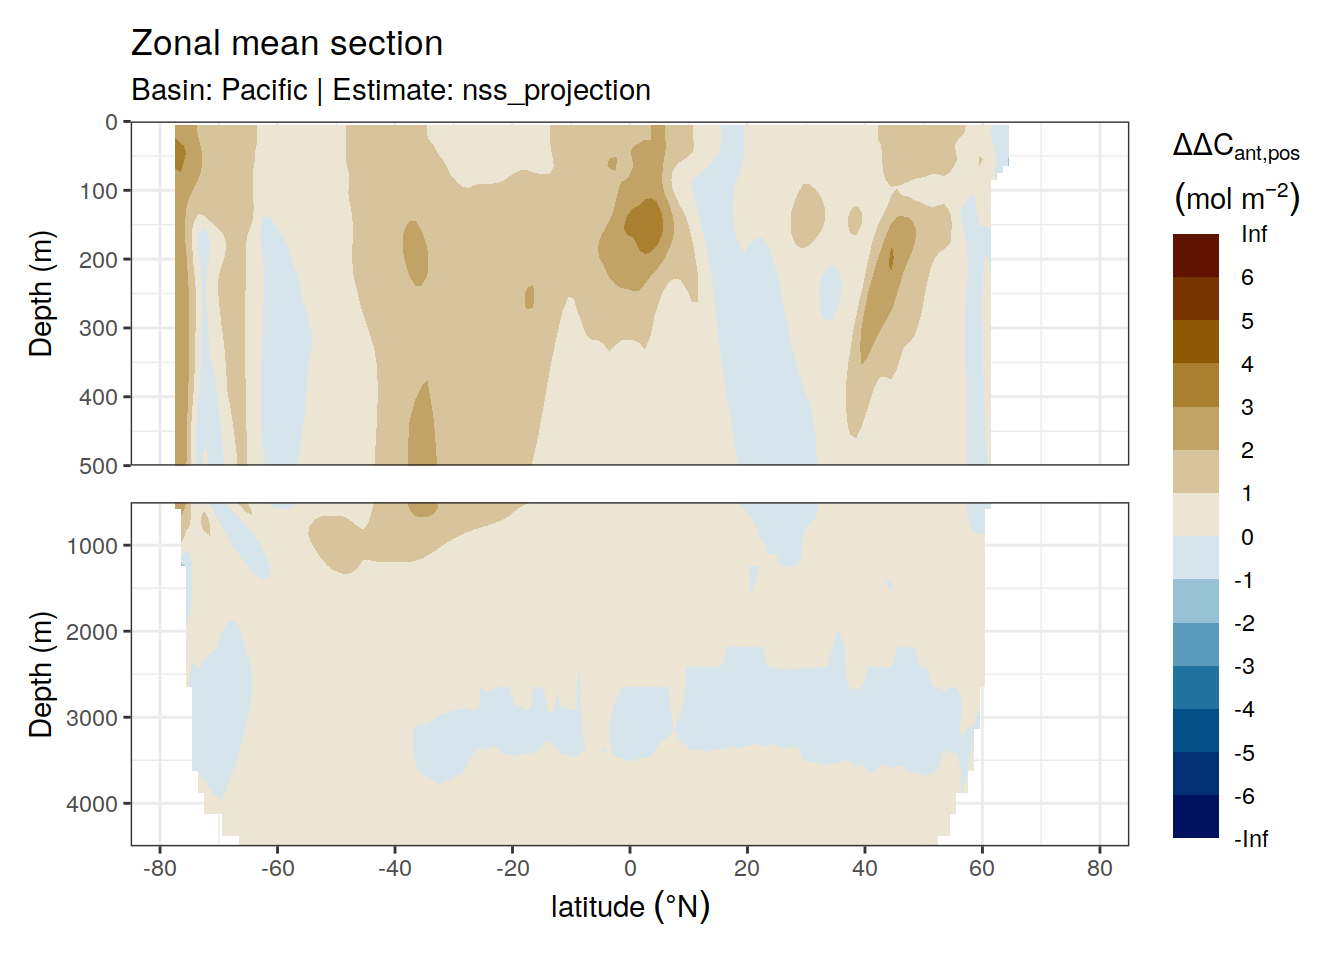 Zonal mean section
Basin: Pacific | Estimate: nss_projection
ΔΔC_ant,pos
(mol m⁻²)
Inf
6
5
4
3
2
1
0
-1
-2
-3
-4
-5
-6
-Inf
Depth (m)
0
100
200
300
400
500
Depth (m)
1000
2000
3000
4000
-80 -60 -40 -20 0 20 40 60 80
latitude (°N)